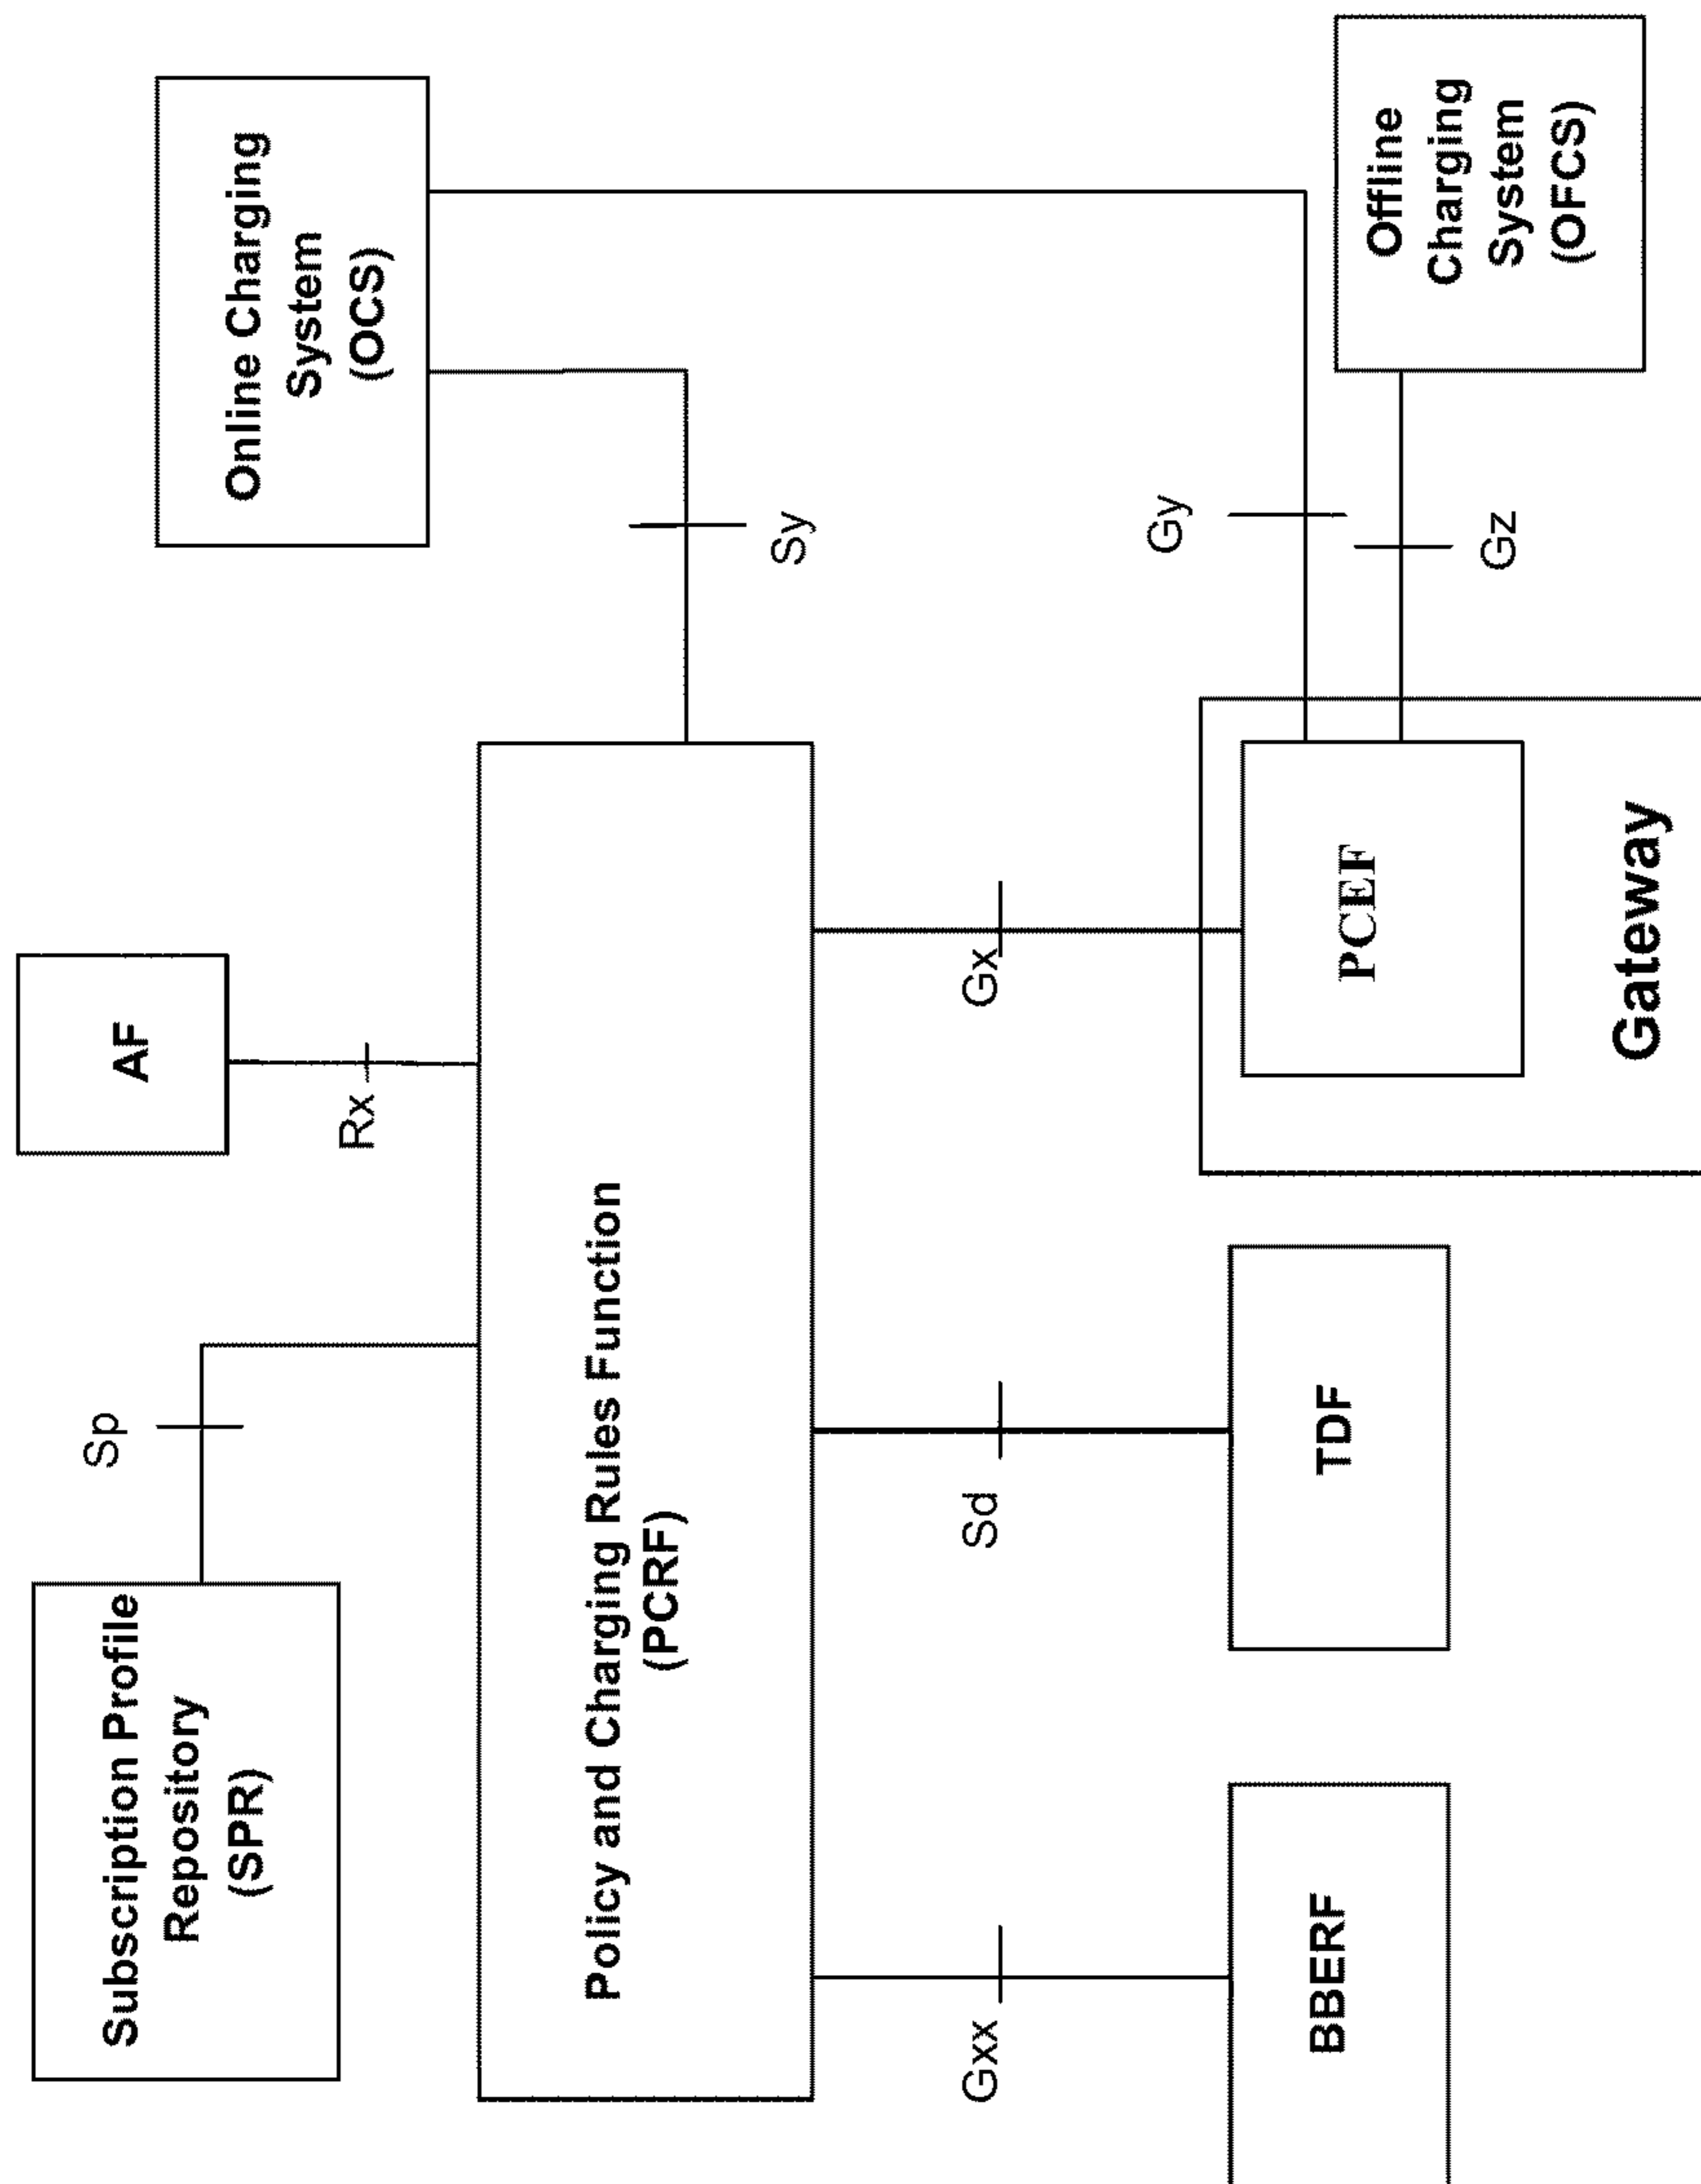 Subscription Profile
Repository
(SPR)
Sp
AF
Rx
Online Charging
System
(OCS)
Policy and Charging Rules Function
(PCRF)
Sy
Gxx
Sd
Gx
Gy
Gz
BBERF
TDF
PCEF
Gateway
Offline
Charging
System
(OFCS)